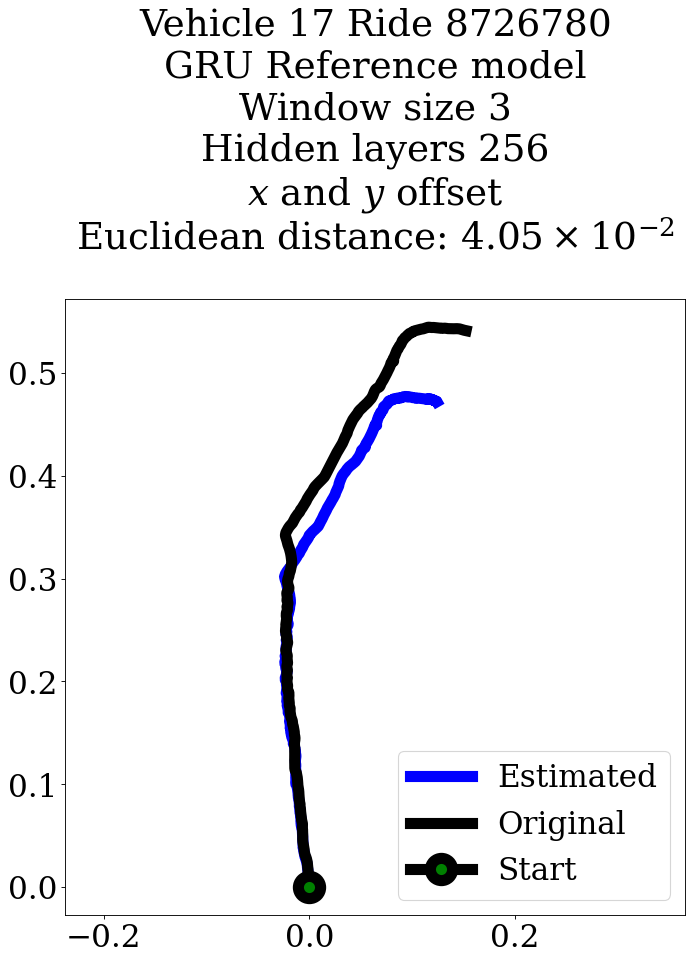 Vehicle 17 Ride 8726780
GRU Reference model
Window size 3
Hidden layers 256
x and y offset
Euclidean distance: 4.05 × 10⁻²
0.5
0.4
0.3
0.2
0.1
0.0
Estimated
Original
Start
−0.2 0.0 0.2